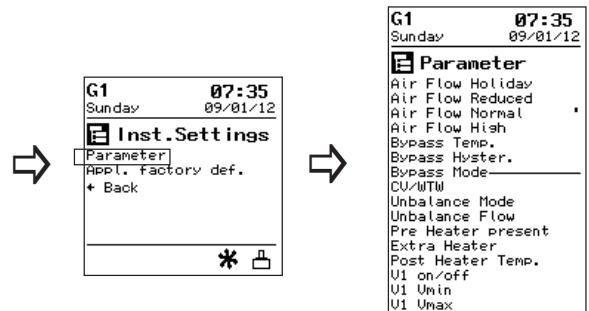 G1 07:35
Sunday 09/01/12
Inst.Settings
Parameter
Appl. factory def.
Back
G1 07:35
Sunday 09/01/12
Parameter
Air Flow Holiday
Air Flow Reduced
Air Flow Normal
Air Flow High
Bypass Temp.
Bypass Hyster.
Bypass Mode
CV/WTW
Unbalance Mode
Unbalance Flow
Pre Heater present
Extra Heater
Post Heater Temp.
V1 on/off
V1 Vmin
V1 Vmax